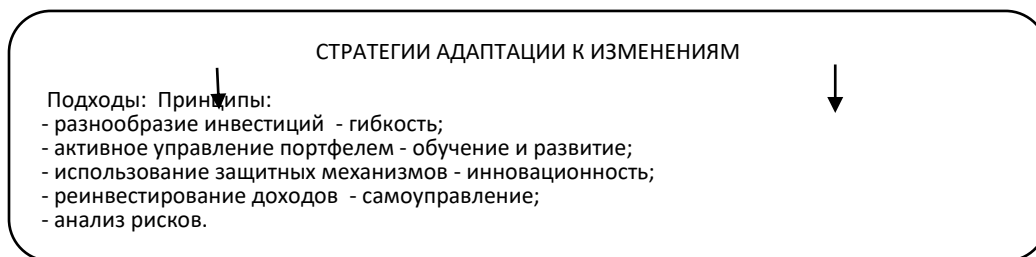 СТРАТЕГИИ АДАПТАЦИИ К ИЗМЕНЕНИЯМ
Подходы: Принципы:
- разнообразие инвестиций - гибкость;
- активное управление портфелем - обучение и развитие;
- использование защитных механизмов - инновационность;
- реинвестирование доходов - самоуправление;
- анализ рисков.